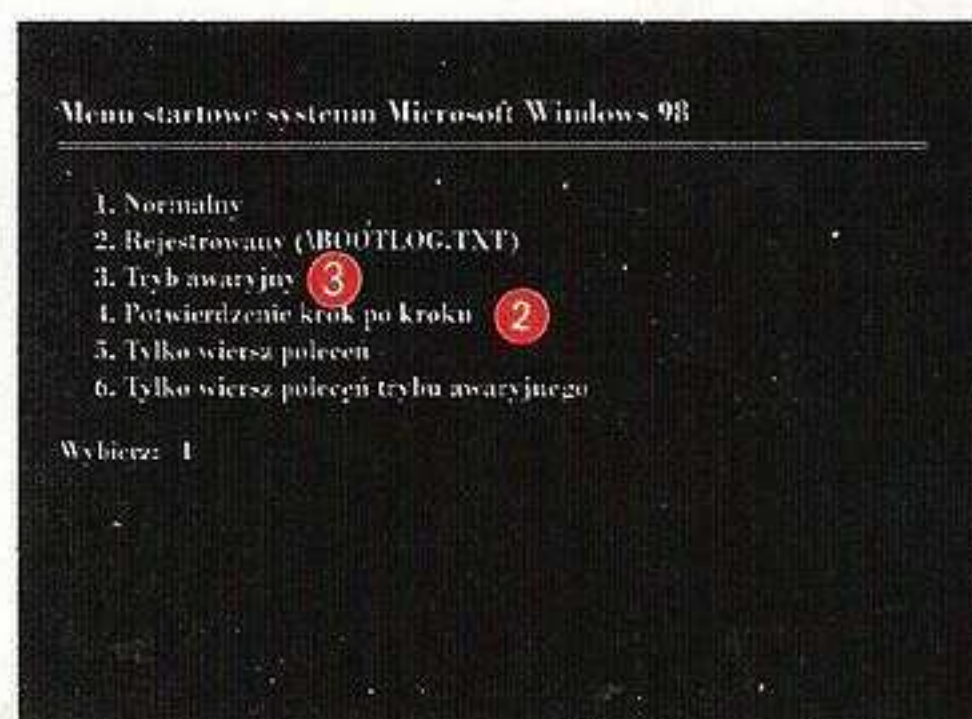 Menu startowe systemu Microsoft Windows 98
1. Normalny
2. Rejestrowany (\BOOTLOG.TXT)
3. Tryb awaryjny 3
4. Potwierdzenie krok po kroku 2
5. Tylko wiersz poleceń
6. Tylko wiersz poleceń trybu awaryjnego
Wybierz: 1